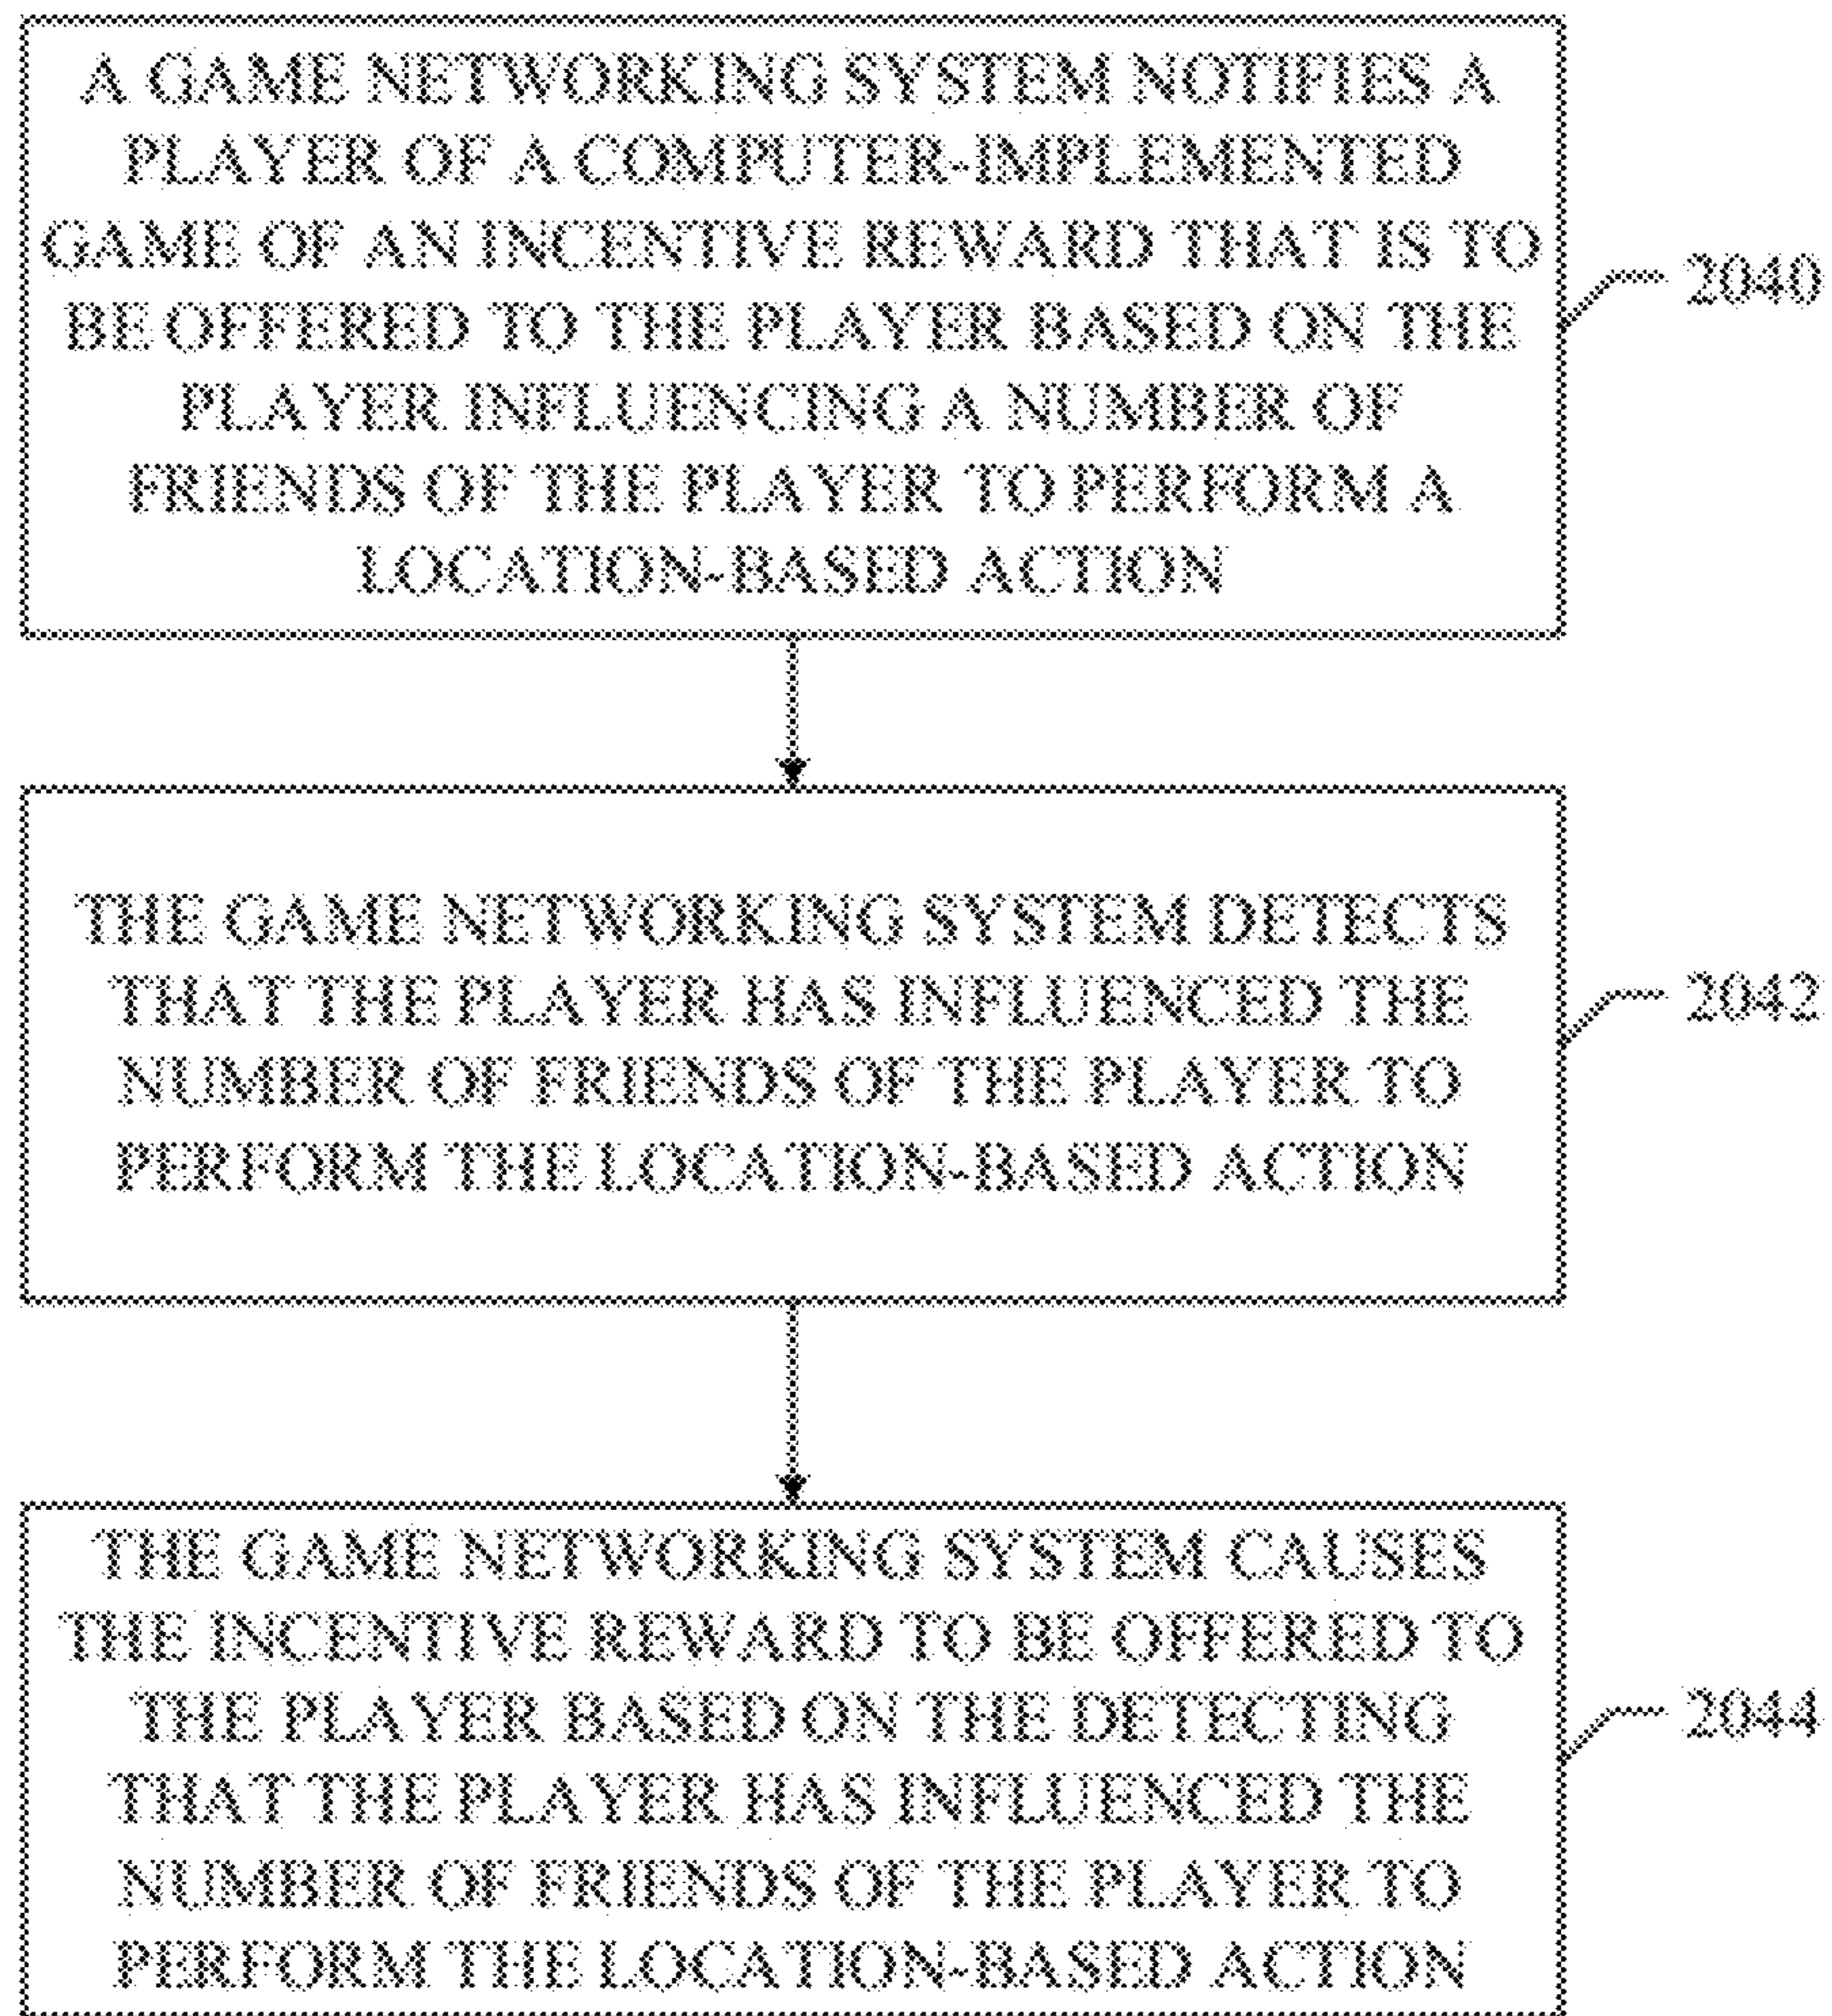 A GAME NETWORKING SYSTEM NOTIFIES A
PLAYER OF A COMPUTER-IMPLEMENTED
GAME OF AN INCENTIVE REWARD THAT IS TO
BE OFFERED TO THE PLAYER BASED ON THE
PLAYER INFLUENCING A NUMBER OF
FRIENDS OF THE PLAYER TO PERFORM A
LOCATION-BASED ACTION
2040
THE GAME NETWORKING SYSTEM DETECTS
THAT THE PLAYER HAS INFLUENCED THE
NUMBER OF FRIENDS OF THE PLAYER TO
PERFORM THE LOCATION-BASED ACTION
2042
THE GAME NETWORKING SYSTEM CAUSES
THE INCENTIVE REWARD TO BE OFFERED TO
THE PLAYER BASED ON THE DETECTING
THAT THE PLAYER HAS INFLUENCED THE
NUMBER OF FRIENDS OF THE PLAYER TO
PERFORM THE LOCATION-BASED ACTION
2044